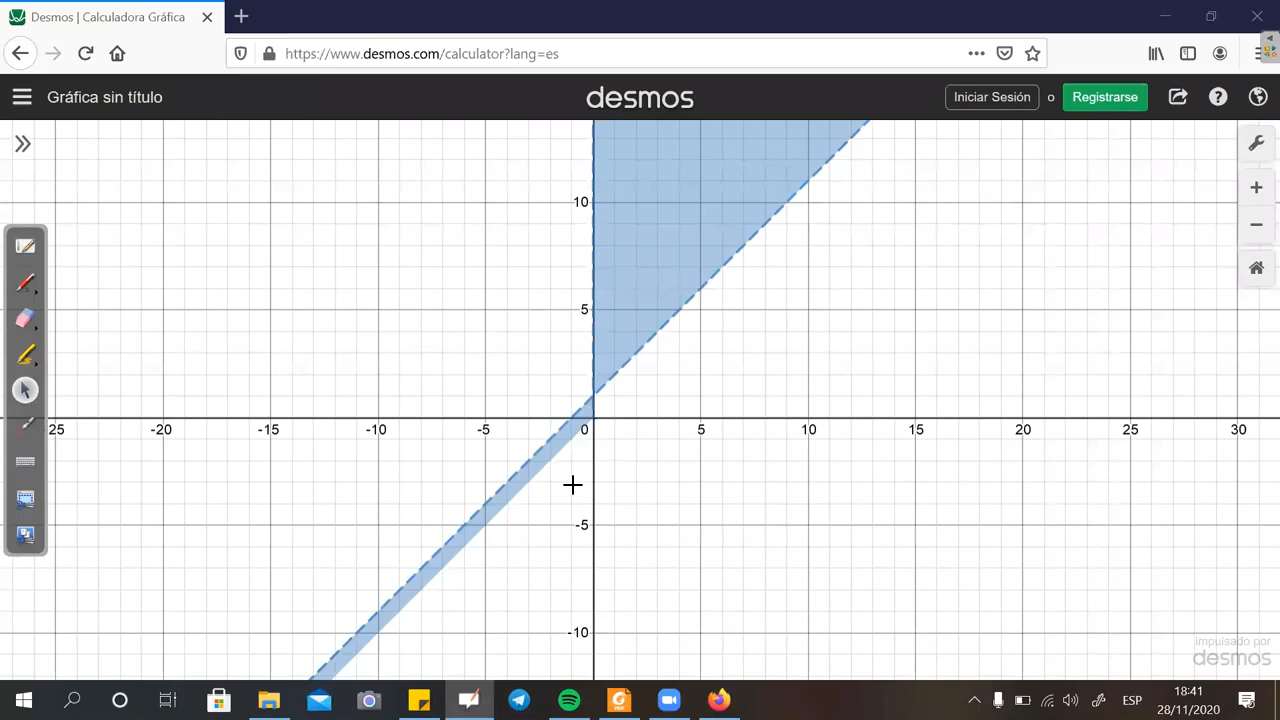 Desmos | Calculadora Gráfica
https://www.desmos.com/calculator?lang=es
Gráfica sin título
desmos
Iniciar Sesión o Registrarse
10
5
25 -20 -15 -10 -5 0 5 10 15 20 25 30
-5
-10
impulsado por
desmos
ESP
18:41
28/11/2020